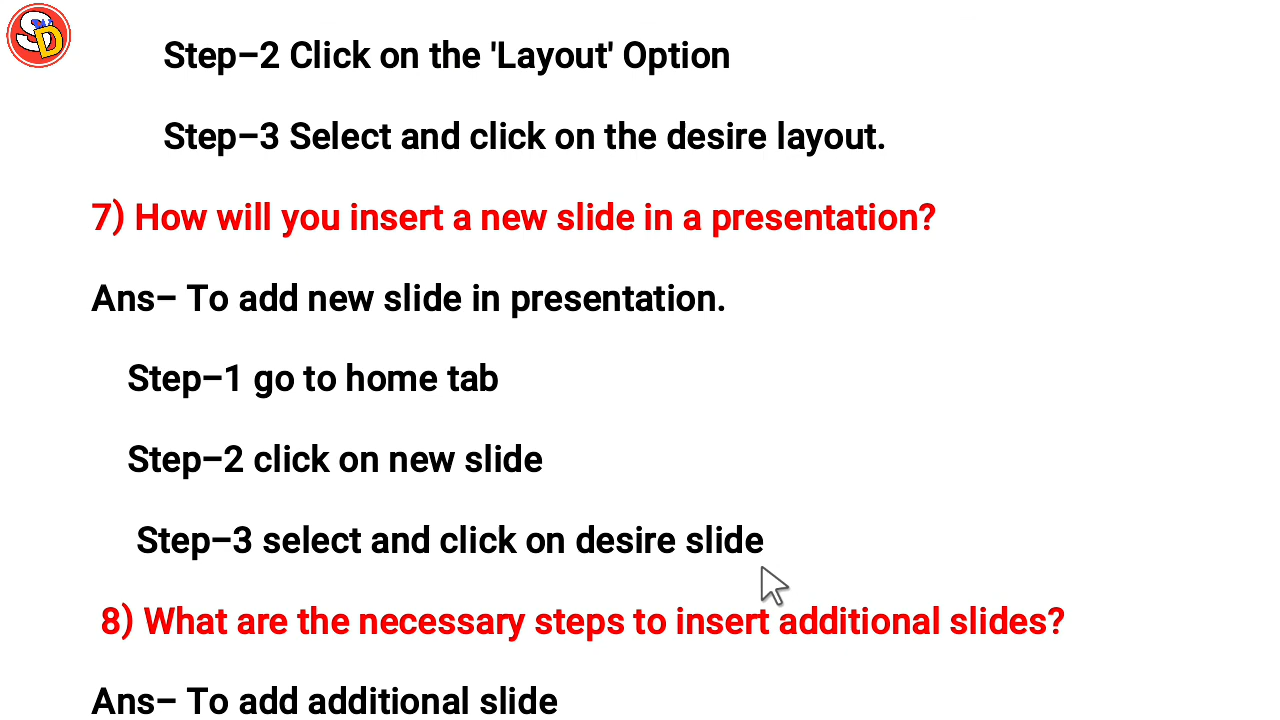 SD
Step–2 Click on the 'Layout' Option
Step–3 Select and click on the desire layout.
7) How will you insert a new slide in a presentation?
Ans– To add new slide in presentation.
Step–1 go to home tab
Step–2 click on new slide
Step–3 select and click on desire slide
8) What are the necessary steps to insert additional slides?
Ans– To add additional slide